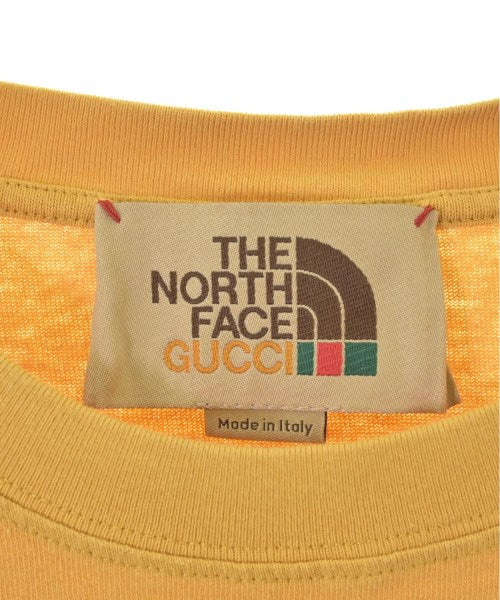 THE
NORTH
FACE
GUCCI
Made in Italy